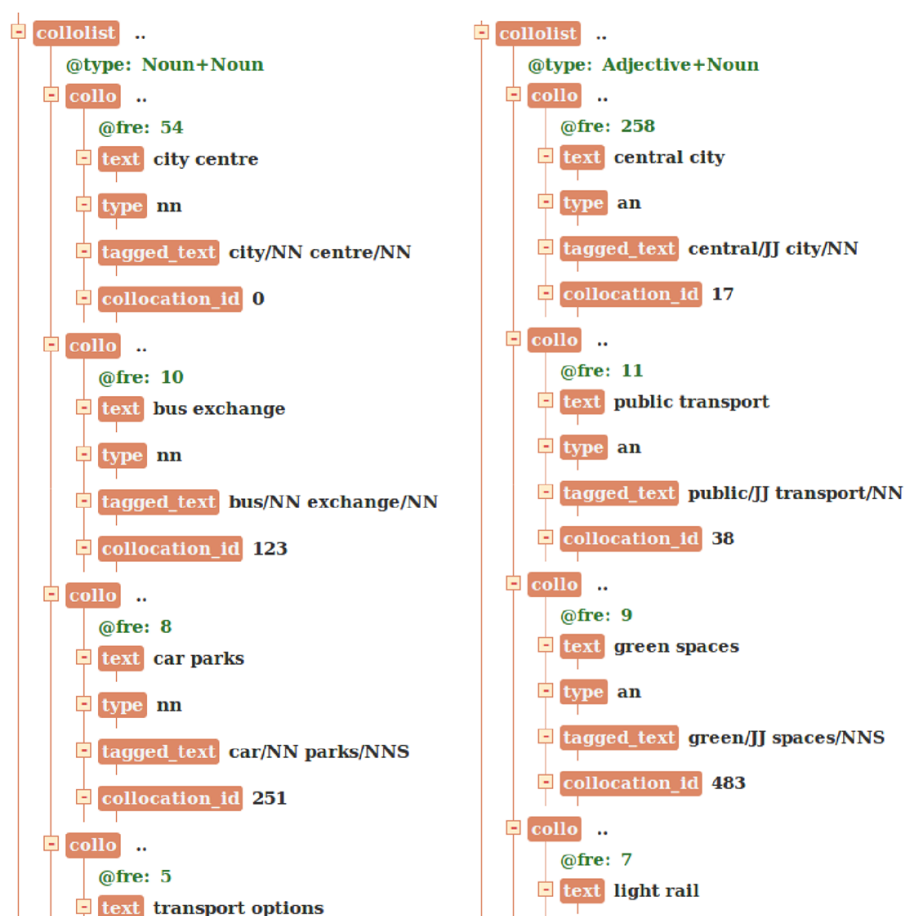 collolist ..
@type: Noun+Noun
collo ..
@fre: 54
text city centre
type nn
tagged_text city/NN centre/NN
collocation_id 0
collo ..
@fre: 10
text bus exchange
type nn
tagged_text bus/NN exchange/NN
collocation_id 123
collo ..
@fre: 8
text car parks
type nn
tagged_text car/NN parks/NNS
collocation_id 251
collo ..
@fre: 5
text transport options
collolist ..
@type: Adjective+Noun
collo ..
@fre: 258
text central city
type an
tagged_text central/JJ city/NN
collocation_id 17
collo ..
@fre: 11
text public transport
type an
tagged_text public/JJ transport/NN
collocation_id 38
collo ..
@fre: 9
text green spaces
type an
tagged_text green/JJ spaces/NNS
collocation_id 483
collo ..
@fre: 7
text light rail